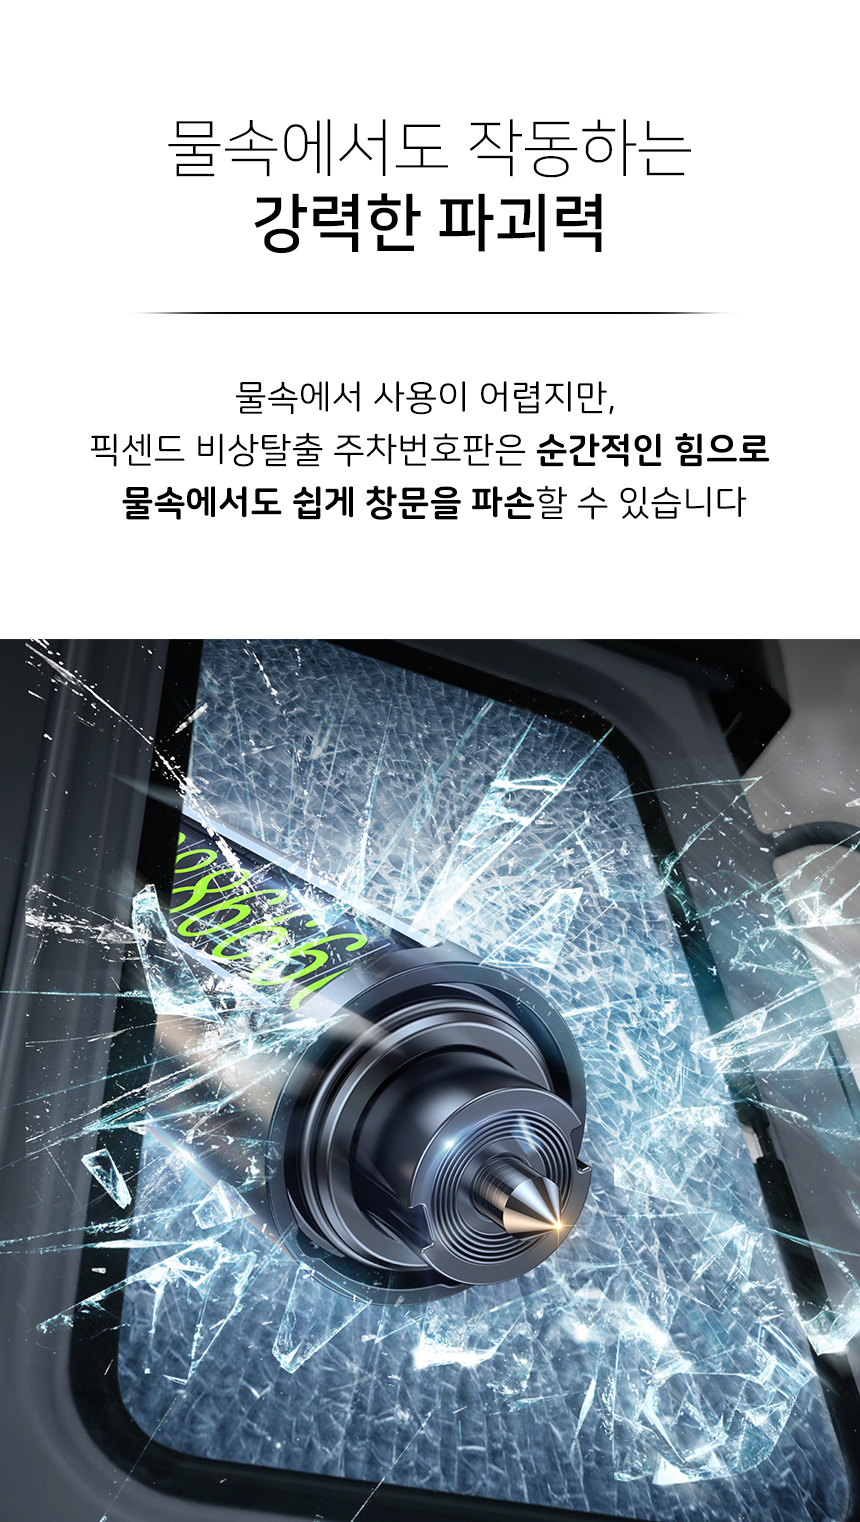 물속에서도 작동하는
강력한 파괴력
물속에서 사용이 어렵지만,
픽센드 비상탈출 주차번호판은 순간적인 힘으로
물속에서도 쉽게 창문을 파손할 수 있습니다